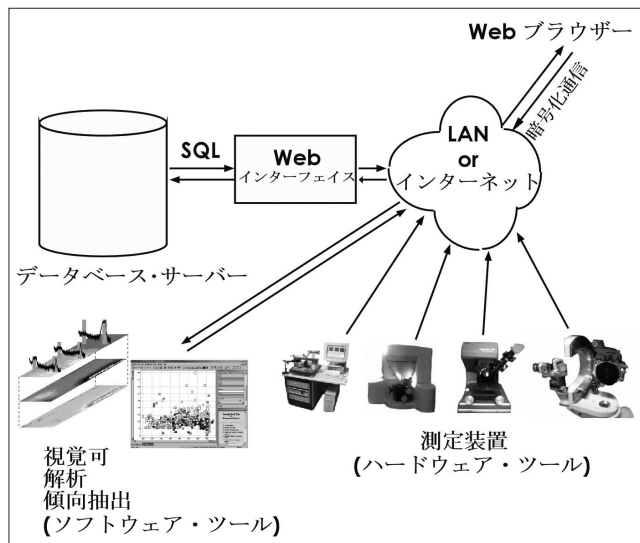 Web ブラウザー
暗号化通信
LAN
or
インターネット
SQL
Web
インターフェイス
データベース・サーバー
視覚可
解析
傾向抽出
(ソフトウェア・ツール)
測定装置
(ハードウェア・ツール)